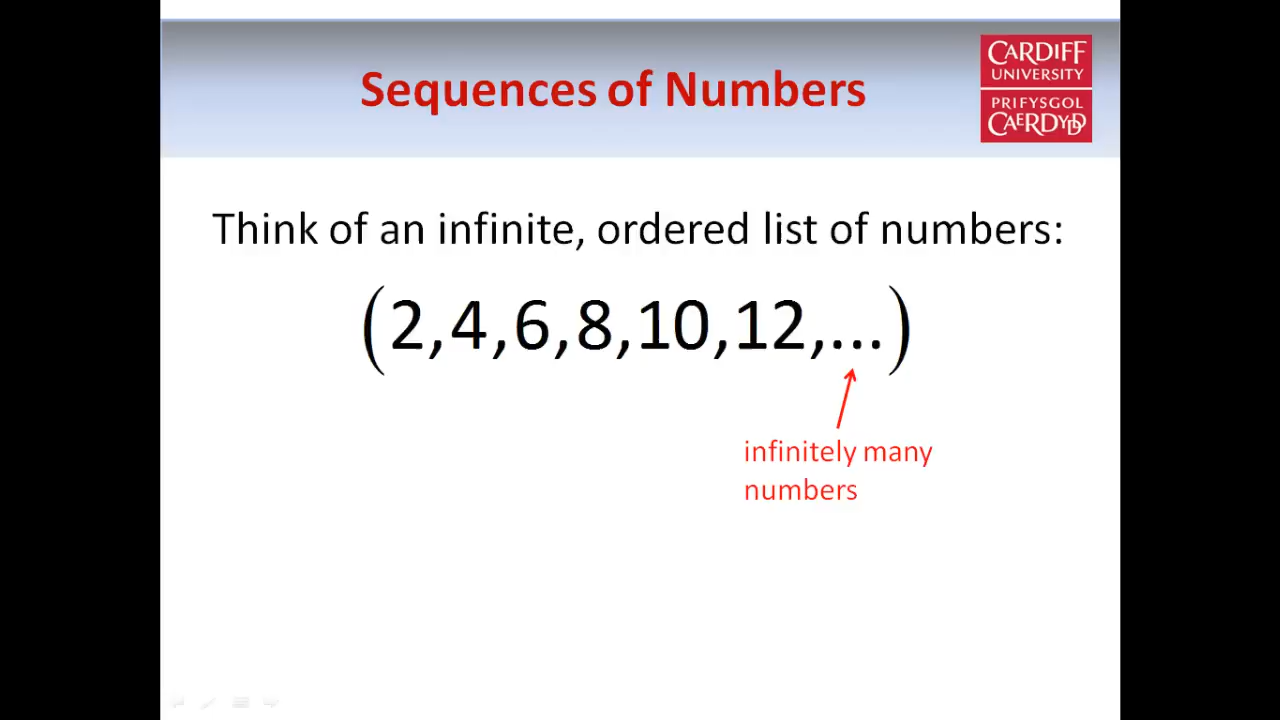 Sequences of Numbers
CARDIFF
UNIVERSITY
PRIFYSGOL
CAERDYDD
Think of an infinite, ordered list of numbers:
(2,4,6,8,10,12,...)
infinitely many
numbers